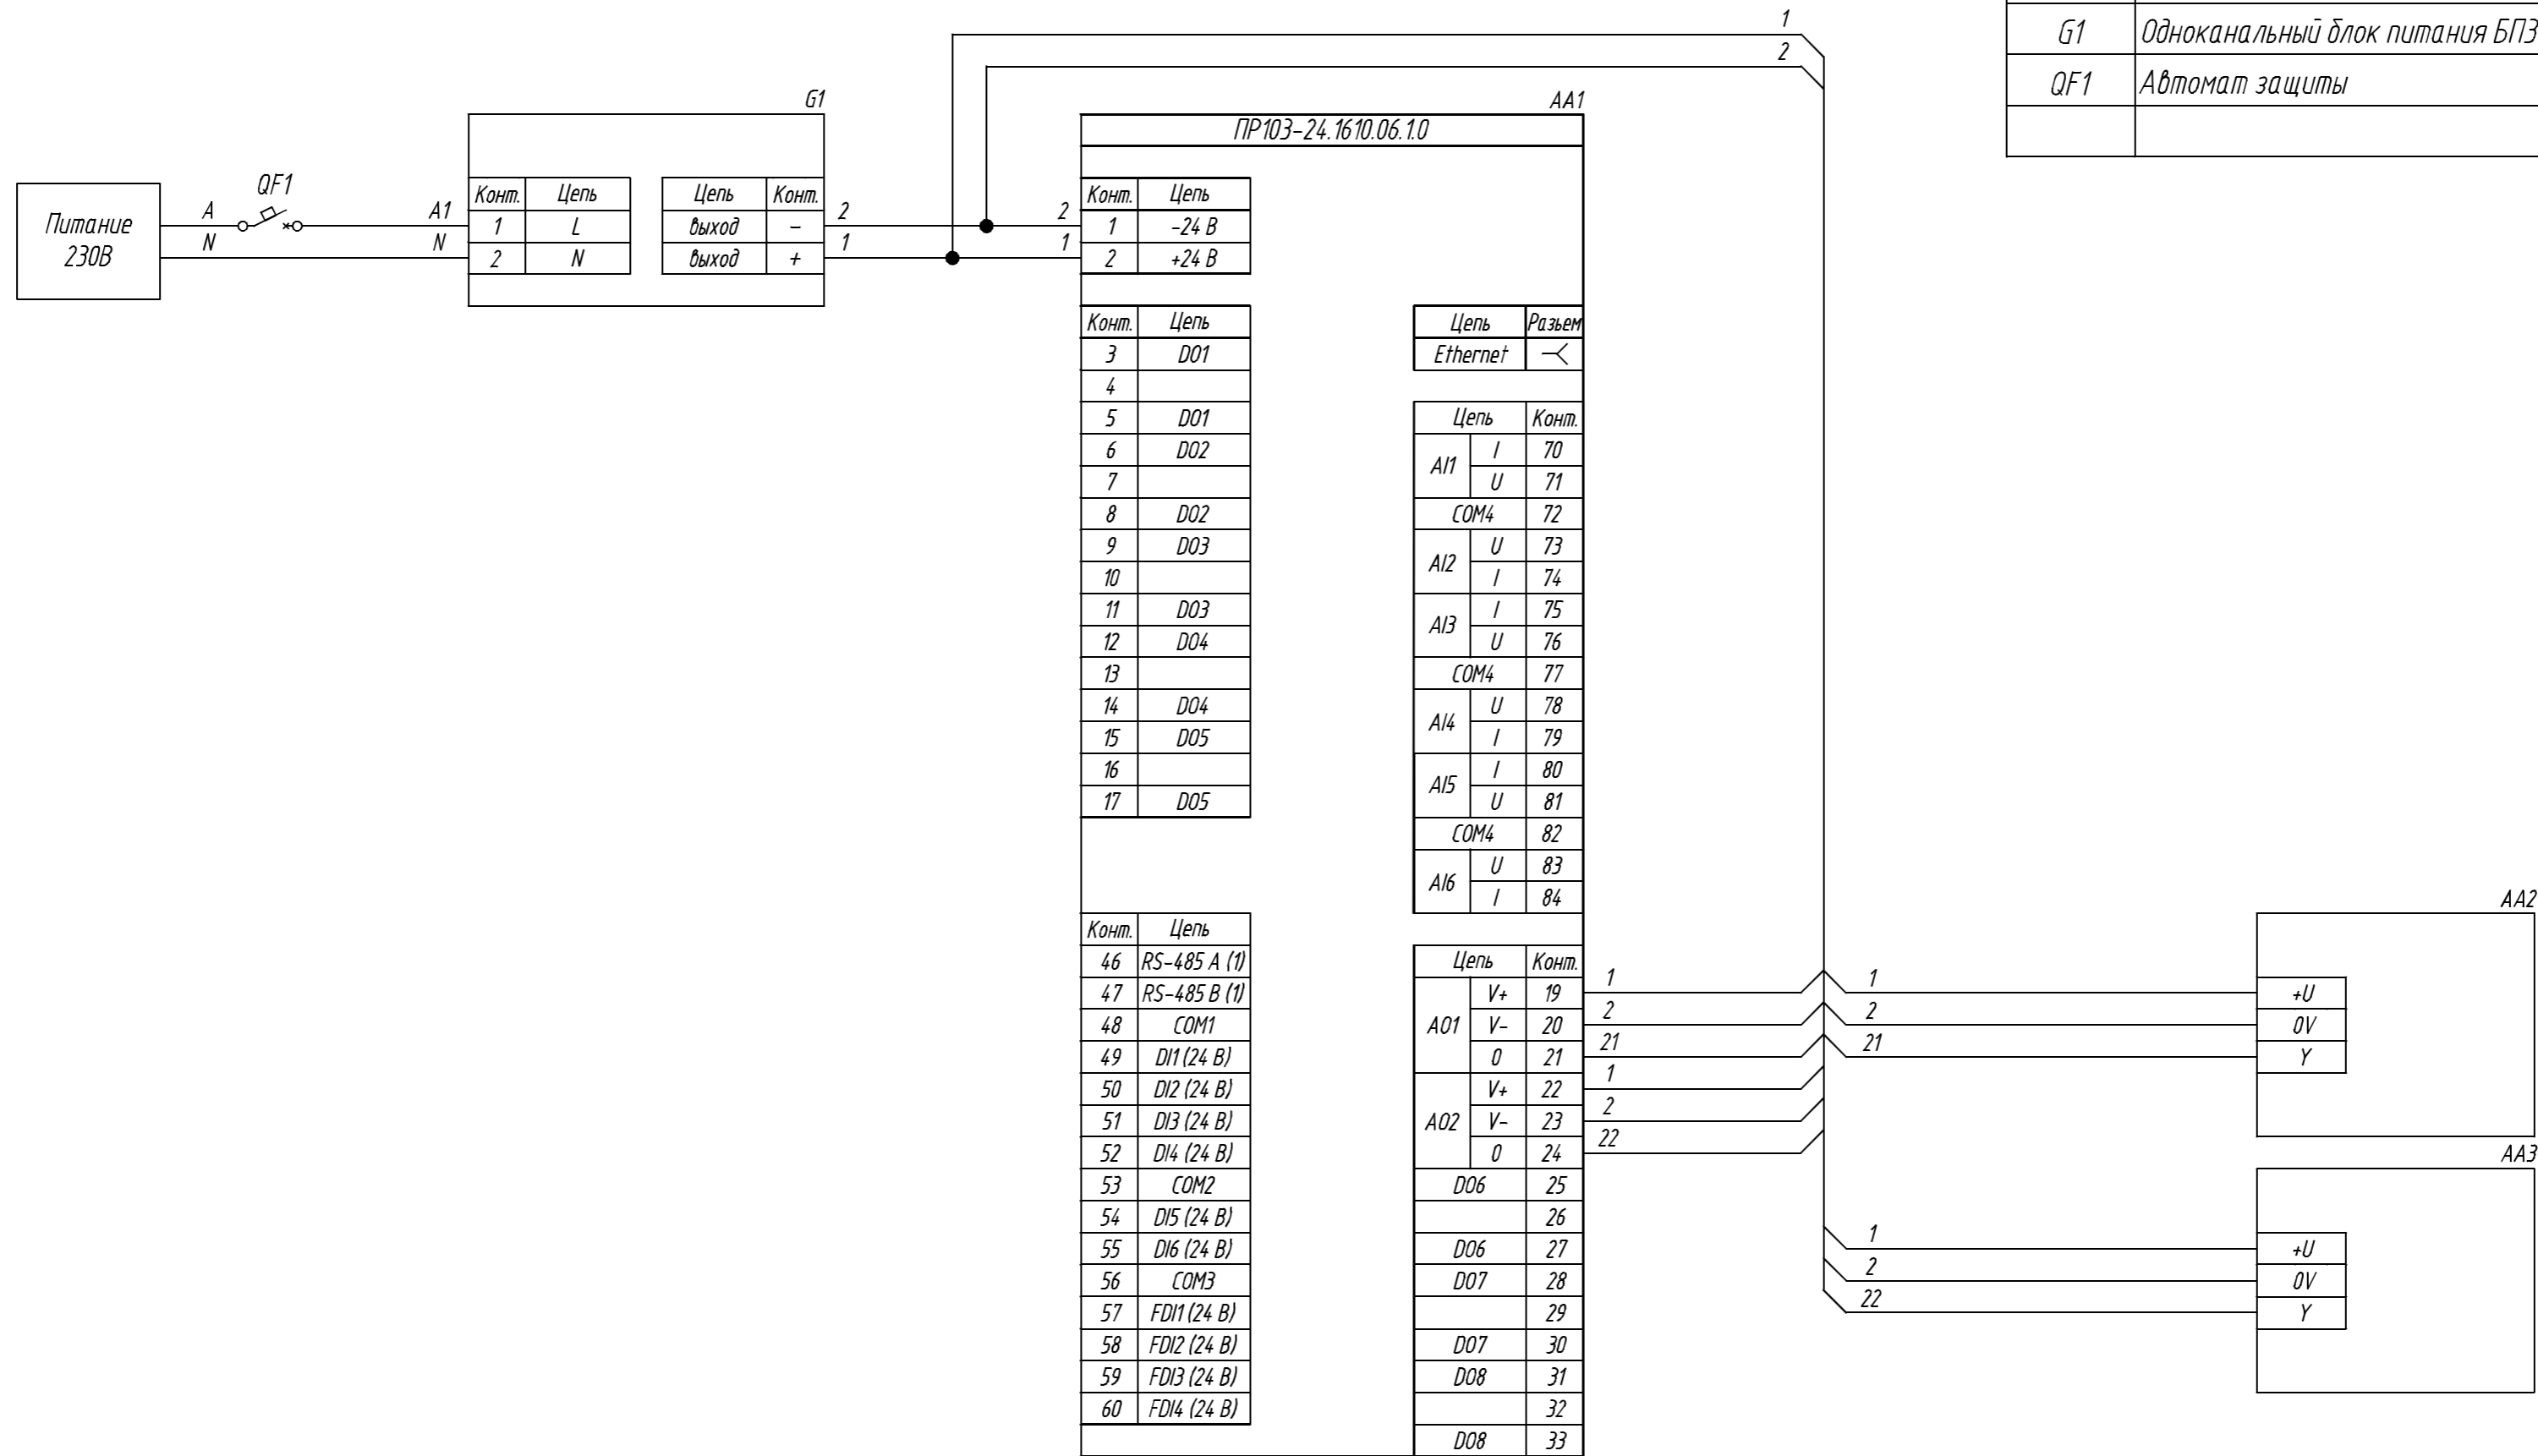 1
2
G1 Одноканальный блок питания БП3
QF1 Автомат защиты
G1
AA1
ПР103-24.1610.06.1.0
Питание
230В
QF1
A
N
A1
N
Конт. Цепь
1 L
2 N
Цепь Конт.
выход -
выход +
2
1
2
1
Конт. Цепь
1 -24 В
2 +24 В
Конт. Цепь
3 DO1
4
5 DO1
6 DO2
7
8 DO2
9 DO3
10
11 DO3
12 DO4
13
14 DO4
15 DO5
16
17 DO5
Конт. Цепь
46 RS-485 A (1)
47 RS-485 B (1)
48 COM1
49 DI1 (24 В)
50 DI2 (24 В)
51 DI3 (24 В)
52 DI4 (24 В)
53 COM2
54 DI5 (24 В)
55 DI6 (24 В)
56 COM3
57 FDI1 (24 В)
58 FDI2 (24 В)
59 FDI3 (24 В)
60 FDI4 (24 В)
Цепь Разъем
Ethernet
Цепь Конт.
AI1 I 70
U 71
COM4 72
AI2 U 73
I 74
AI3 I 75
U 76
COM4 77
AI4 U 78
I 79
AI5 I 80
U 81
COM4 82
AI6 U 83
I 84
Цепь Конт.
AO1 V+ 19
V- 20
O 21
AO2 V+ 22
V- 23
O 24
DO6 25
26
DO6 27
DO7 28
29
DO7 30
DO8 31
32
DO8 33
1
2
21
1
2
22
1
2
21
AA2
+U
0V
Y
1
2
22
AA3
+U
0V
Y